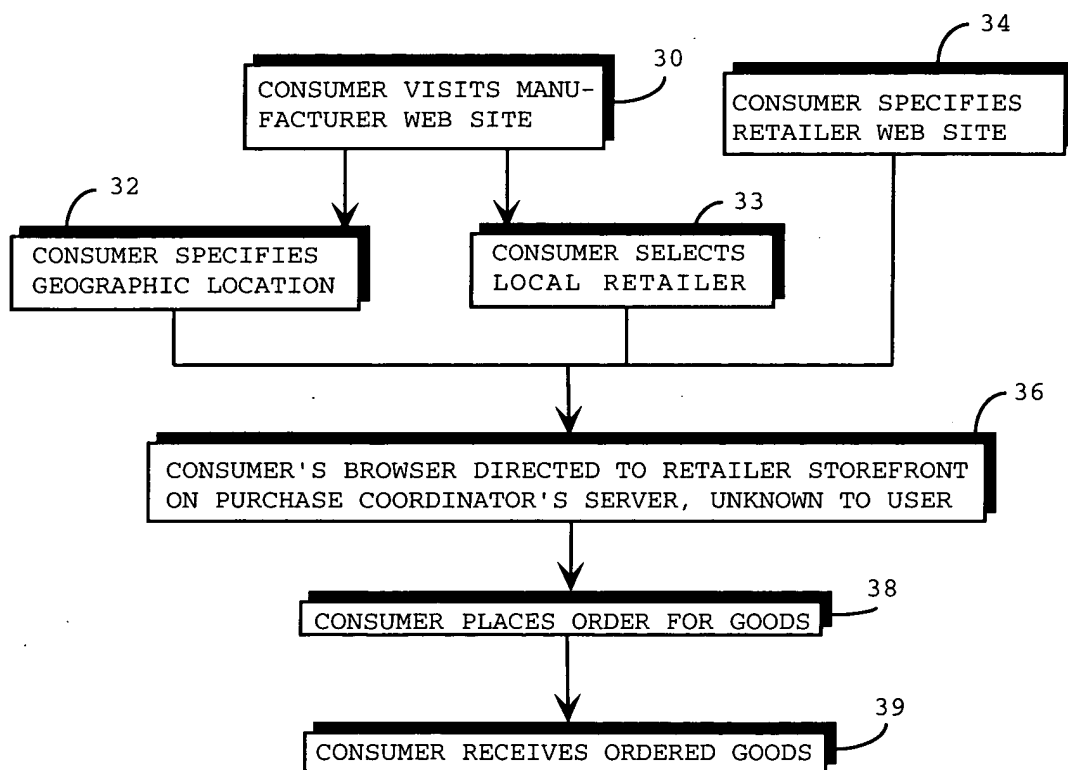 34
30
CONSUMER VISITS MANU-
FACTURER WEB SITE
CONSUMER SPECIFIES
RETAILER WEB SITE
32
33
CONSUMER SPECIFIES
GEOGRAPHIC LOCATION
CONSUMER SELECTS
LOCAL RETAILER
36
CONSUMER'S BROWSER DIRECTED TO RETAILER STOREFRONT
ON PURCHASE COORDINATOR'S SERVER, UNKNOWN TO USER
38
CONSUMER PLACES ORDER FOR GOODS
39
CONSUMER RECEIVES ORDERED GOODS